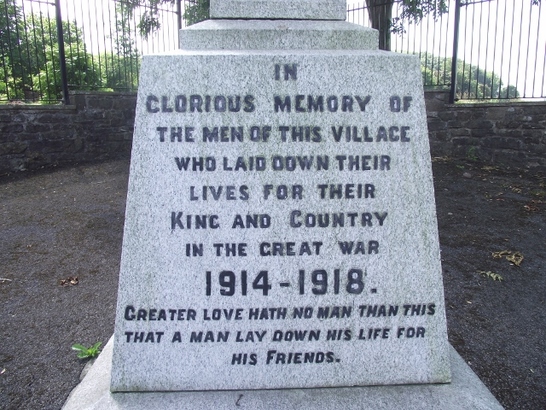 IN
GLORIOUS MEMORY OF
THE MEN OF THIS VILLAGE
WHO LAID DOWN THEIR
LIVES FOR THEIR
KING AND COUNTRY
IN THE GREAT WAR
1914-1918.
GREATER LOVE HATH NO MAN THAN THIS
THAT A MAN LAY DOWN HIS LIFE FOR
HIS FRIENDS.